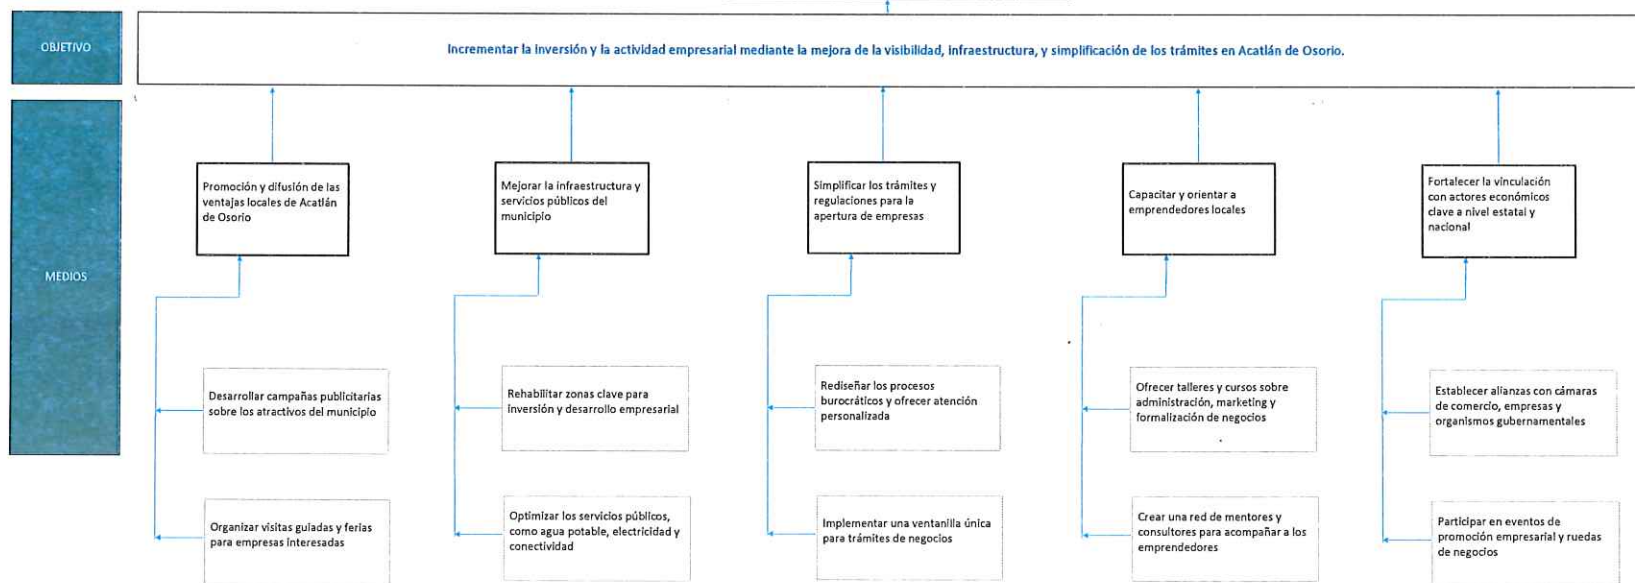 OBJETIVO
Incrementar la inversión y la actividad empresarial mediante la mejora de la visibilidad, infraestructura, y simplificación de los trámites en Acatlán de Osorio.
MEDIOS
Promoción y difusión de las
ventajas locales de Acatlán
de Osorio
Mejorar la infraestructura y
servicios públicos del
municipio
Simplificar los trámites y
regulaciones para la
apertura de empresas
Capacitar y orientar a
emprendedores locales
Fortalecer la vinculación
con actores económicos
clave a nivel estatal y
nacional
Desarrollar campañas publicitarias
sobre los atractivos del municipio
Rehabilitar zonas clave para
inversión y desarrollo empresarial
Rediseñar los procesos
burocráticos y ofrecer atención
personalizada
Ofrecer talleres y cursos sobre
administración, marketing y
formalización de negocios
Establecer alianzas con cámaras
de comercio, empresas y
organismos gubernamentales
Organizar visitas guiadas y ferias
para empresas interesadas
Optimizar los servicios públicos,
como agua potable, electricidad y
conectividad
Implementar una ventanilla única
para trámites de negocios
Crear una red de mentores y
consultores para acompañar a los
emprendedores
Participar en eventos de
promoción empresarial y ruedas
de negocios